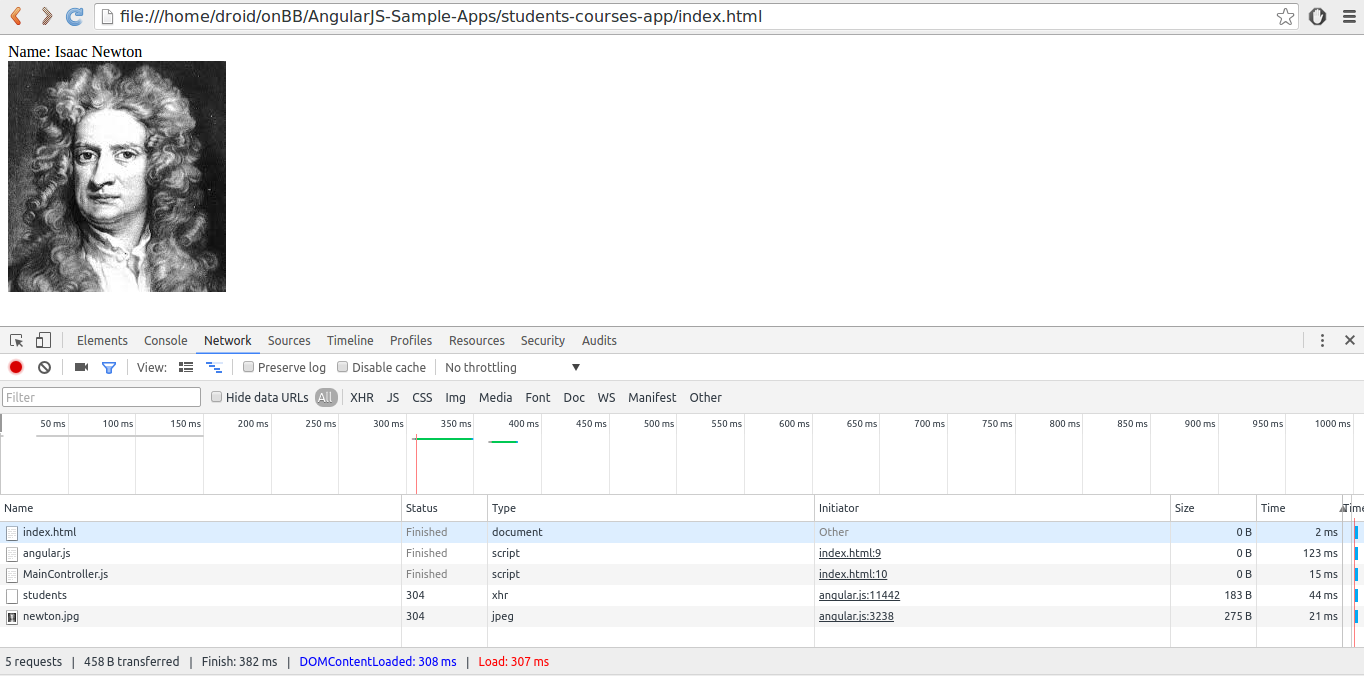 file:///home/droid/onBB/AngularJS-Sample-Apps/students-courses-app/index.html
Name: Isaac Newton
Elements Console Network Sources Timeline Profiles Resources Security Audits
View: Preserve log Disable cache No throttling
Filter Hide data URLs All XHR JS CSS Img Media Font Doc WS Manifest Other
50 ms 100 ms 150 ms 200 ms 250 ms 300 ms 350 ms 400 ms 450 ms 500 ms 550 ms 600 ms 650 ms 700 ms 750 ms 800 ms 850 ms 900 ms 950 ms 1000 ms
Name Status Type Initiator Size Time Time
index.html Finished document Other 0 B 2 ms
angular.js Finished script index.html:9 0 B 123 ms
MainController.js Finished script index.html:10 0 B 15 ms
students 304 xhr angular.js:11442 183 B 44 ms
newton.jpg 304 jpeg angular.js:3238 275 B 21 ms
5 requests | 458 B transferred | Finish: 382 ms | DOMContentLoaded: 308 ms | Load: 307 ms